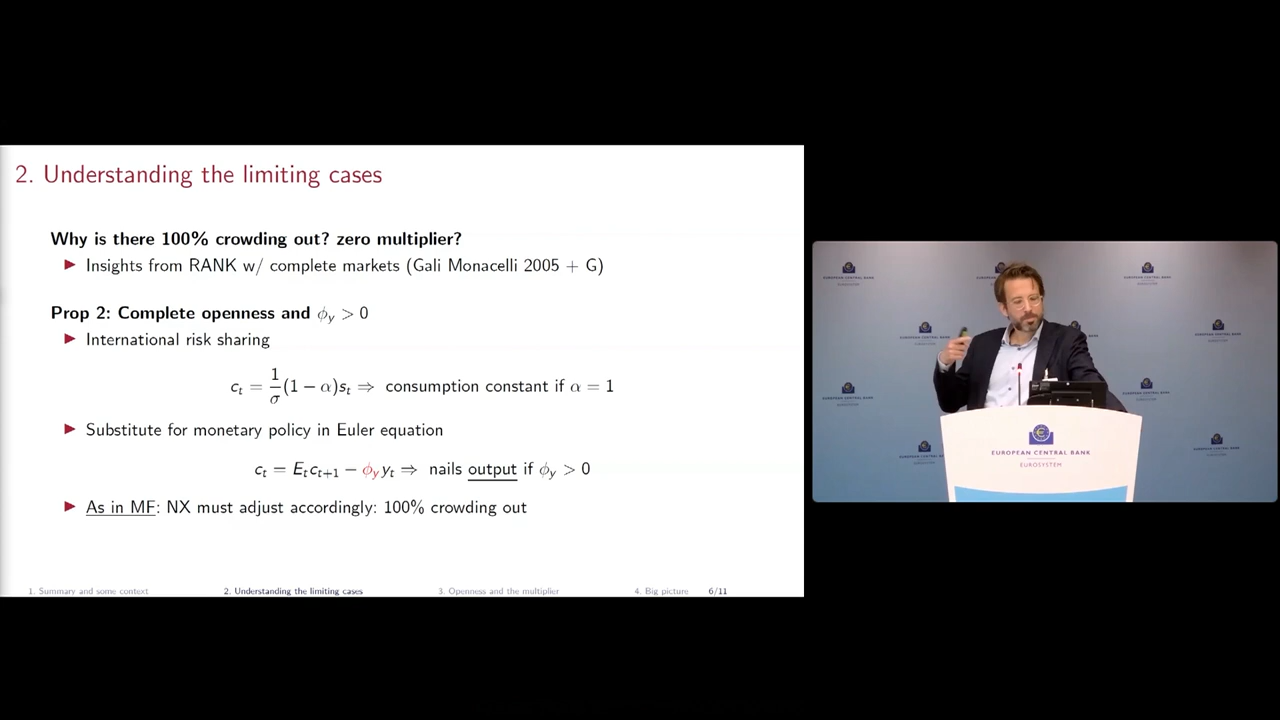 2. Understanding the limiting cases
Why is there 100% crowding out? zero multiplier?
▶ Insights from RANK w/ complete markets (Gali Monacelli 2005 + G)
Prop 2: Complete openness and ϕ_y > 0
▶ International risk sharing
c_t = 1/σ (1 − α)s_t ⇒ consumption constant if α = 1
▶ Substitute for monetary policy in Euler equation
c_t = E_t c_{t+1} − ϕ_y y_t ⇒ nails output if ϕ_y > 0
▶ As in MF: NX must adjust accordingly: 100% crowding out
1. Summary and some context 2. Understanding the limiting cases 3. Openness and the multiplier 4. Big picture 6/11
EUROPEAN CENTRAL BANK
EUROSYSTEM